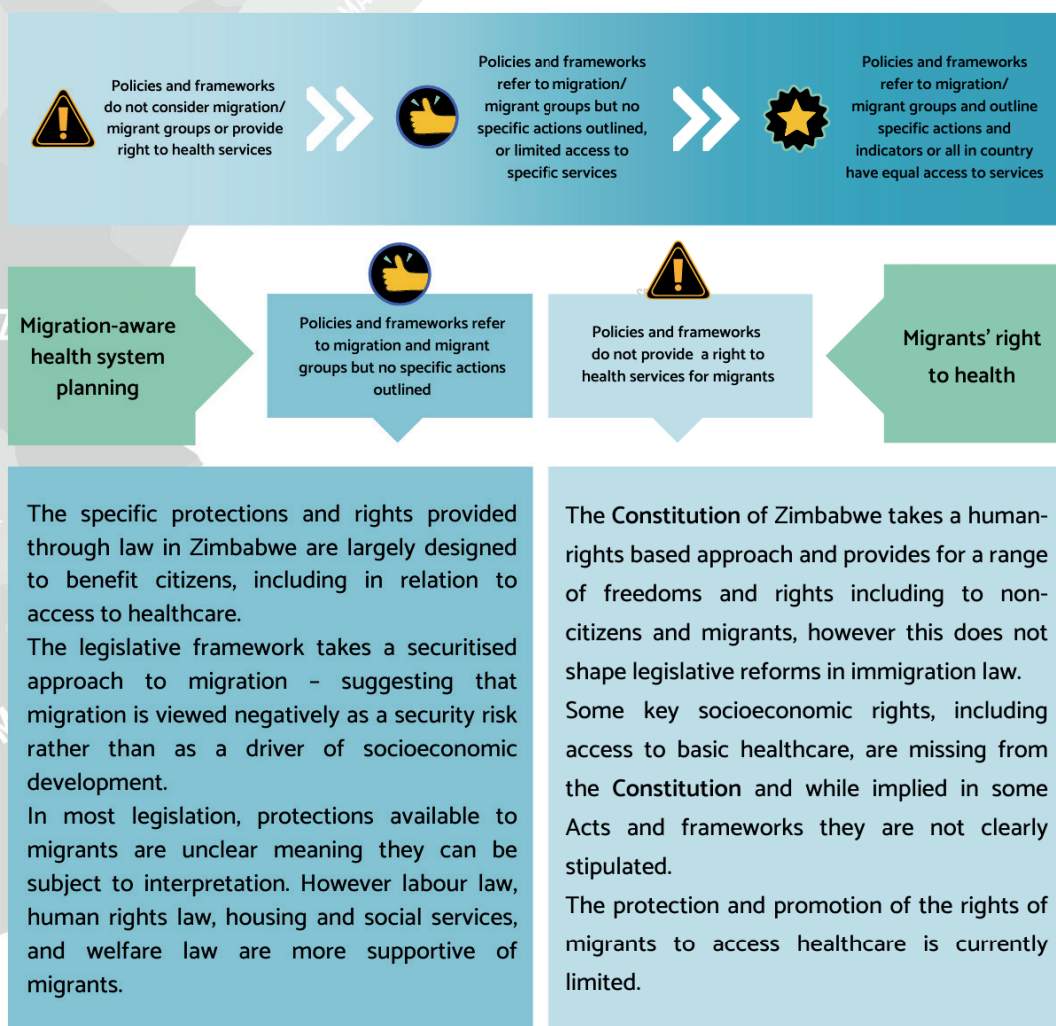 Policies and frameworks
do not consider migration/
migrant groups or provide
right to health services
Policies and frameworks
refer to migration/
migrant groups but no
specific actions outlined,
or limited access to
specific services
Policies and frameworks
refer to migration/
migrant groups and outline
specific actions and
indicators or all in country
have equal access to services
Migration-aware
health system
planning
Policies and frameworks refer
to migration and migrant
groups but no specific actions
outlined
Policies and frameworks
do not provide a right to
health services for migrants
Migrants' right
to health
The specific protections and rights provided
through law in Zimbabwe are largely designed
to benefit citizens, including in relation to
access to healthcare.
The legislative framework takes a securitised
approach to migration – suggesting that
migration is viewed negatively as a security risk
rather than as a driver of socioeconomic
development.
In most legislation, protections available to
migrants are unclear meaning they can be
subject to interpretation. However labour law,
human rights law, housing and social services,
and welfare law are more supportive of
migrants.
The Constitution of Zimbabwe takes a human-
rights based approach and provides for a range
of freedoms and rights including to non-
citizens and migrants, however this does not
shape legislative reforms in immigration law.
Some key socioeconomic rights, including
access to basic healthcare, are missing from
the Constitution and while implied in some
Acts and frameworks they are not clearly
stipulated.
The protection and promotion of the rights of
migrants to access healthcare is currently
limited.